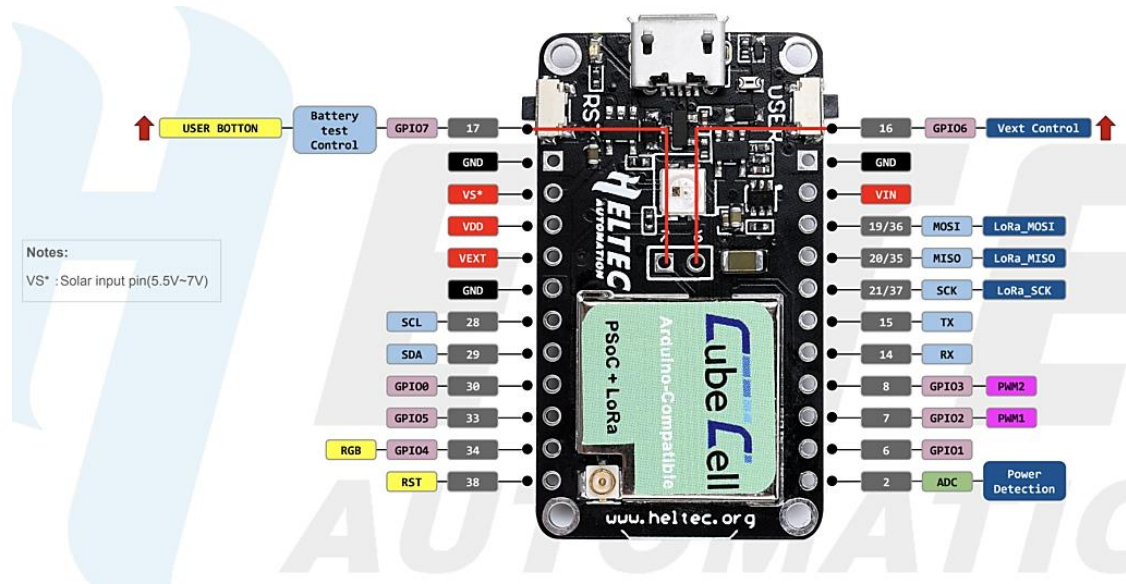 USER BOTTON
Battery
test
Control
GPIO7
17
16
GPIO6
Vext Control
GND
GND
VS*
VIN
VDD
19/36
MOSI
LoRa_MOSI
VEXT
20/35
MISO
LoRa_MISO
GND
21/37
SCK
LoRa_SCK
SCL
28
15
TX
SDA
29
14
RX
GPIO0
30
8
GPIO3
PWM2
GPIO5
33
7
GPIO2
PWM1
RGB
GPIO4
34
6
GPIO1
RST
38
2
ADC
Power
Detection
Notes:
VS* :Solar input pin(5.5V~7V)
USER
HELTEC
AUTOMATION
CubeCell
Arduino-Compatible
PSoC + LoRa
www.heltec.org